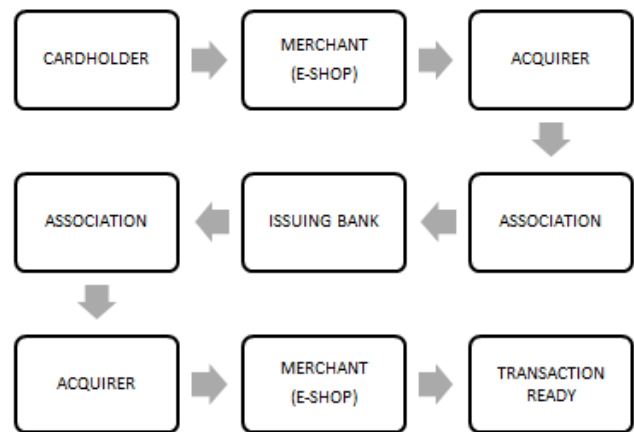 CARDHOLDER
MERCHANT
(E-SHOP)
ACQUIRER
ASSOCIATION
ISSUING BANK
ASSOCIATION
ACQUIRER
MERCHANT
(E-SHOP)
TRANSACTION
READY